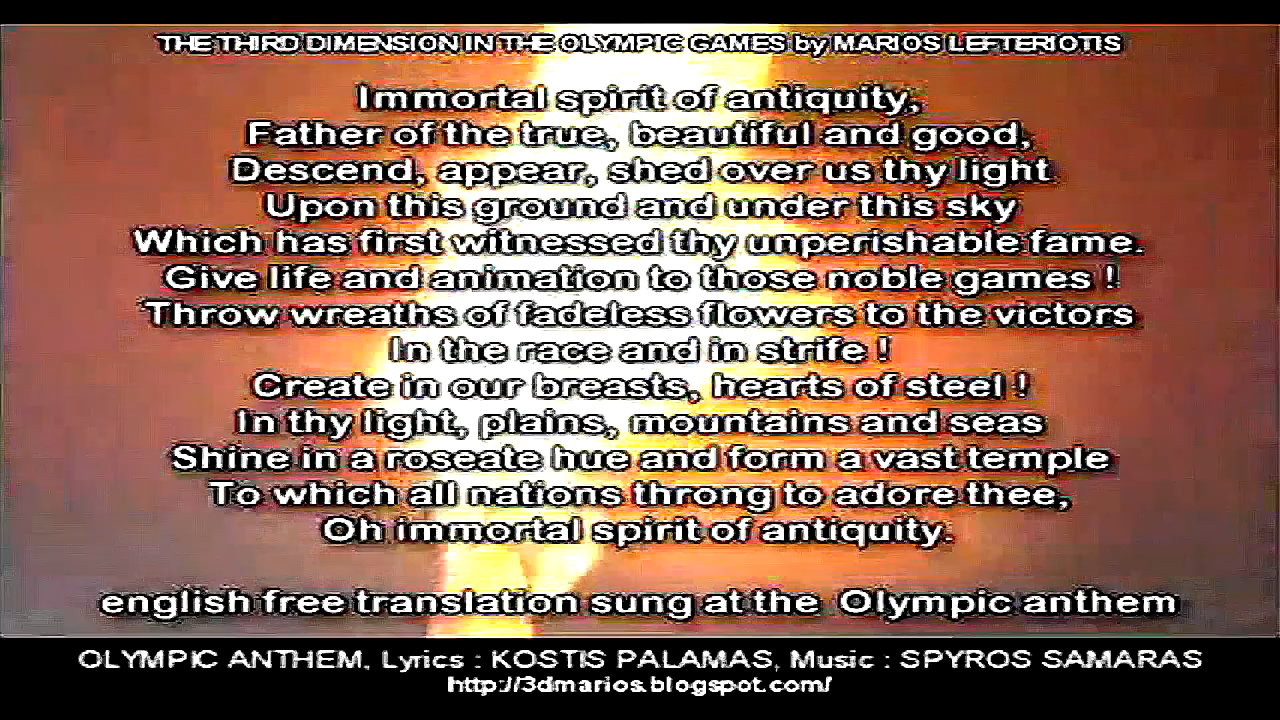 THE THIRD DIMENSION IN THE OLYMPIC GAMES by MARIOS LEFTERIOTIS
Immortal spirit of antiquity,
Father of the true, beautiful and good,
Descend, appear, shed over us thy light
Upon this ground and under this sky
Which has first witnessed thy unperishable fame.
Give life and animation to those noble games !
Throw wreaths of fadeless flowers to the victors
In the race and in strife !
Create in our breasts, hearts of steel !
In thy light, plains, mountains and seas
Shine in a roseate hue and form a vast temple
To which all nations throng to adore thee,
Oh immortal spirit of antiquity.
english free translation sung at the Olympic anthem
OLYMPIC ANTHEM, Lyrics : KOSTIS PALAMAS, Music : SPYROS SAMARAS
http://3dmarios.blogspot.com/